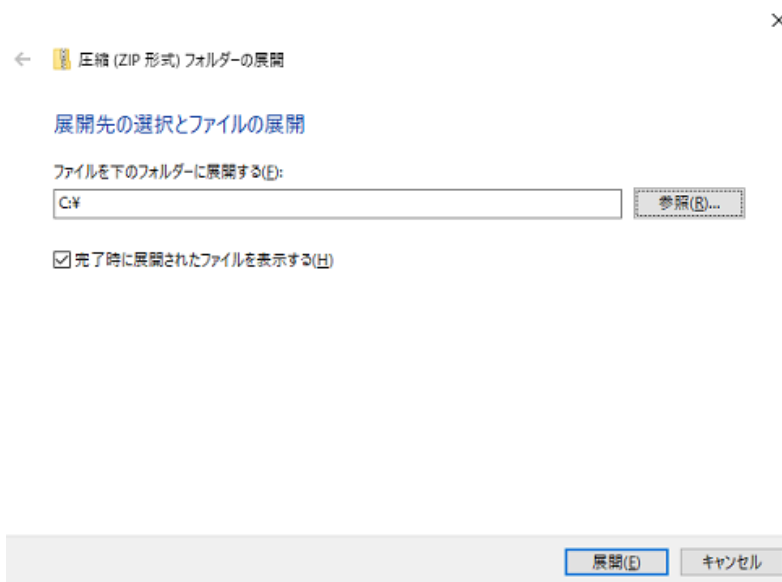 圧縮 (ZIP 形式) フォルダーの展開
展開先の選択とファイルの展開
ファイルを下のフォルダーに展開する(F):
C:¥
参照(R)...
完了時に展開されたファイルを表示する(H)
展開(E)
キャンセル